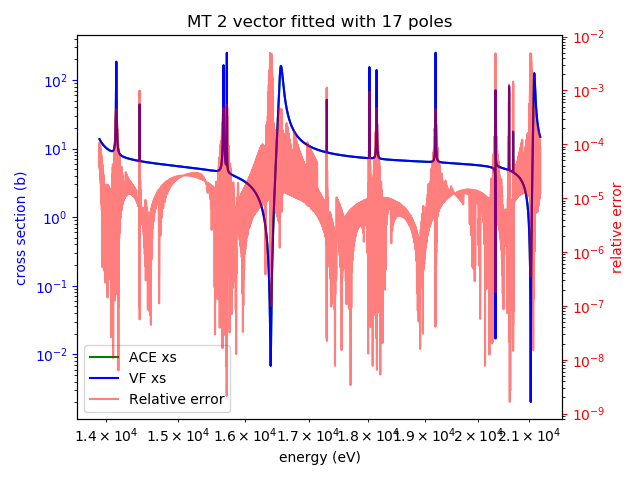 MT 2 vector fitted with 17 poles
10²
10¹
10⁰
10⁻¹
10⁻²
cross section (b)
10⁻²
10⁻³
10⁻⁴
10⁻⁵
10⁻⁶
10⁻⁷
10⁻⁸
10⁻⁹
relative error
ACE xs
VF xs
Relative error
1.4 × 10⁴ 1.5 × 10⁴ 1.6 × 10⁴ 1.7 × 10⁴ 1.8 × 10⁴ 1.9 × 10⁴ 2 × 10⁴ 2.1 × 10⁴
energy (eV)